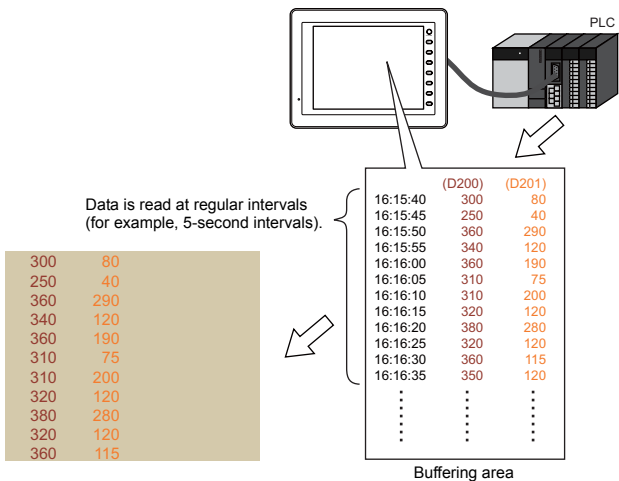 PLC
(D200) (D201)
Data is read at regular intervals
(for example, 5-second intervals).
16:15:40 300 80
16:15:45 250 40
16:15:50 360 290
16:15:55 340 120
16:16:00 360 190
16:16:05 310 75
16:16:10 310 200
16:16:15 320 120
16:16:20 380 280
16:16:25 320 120
16:16:30 360 115
16:16:35 350 120
300 80
250 40
360 290
340 120
360 190
310 75
310 200
320 120
380 280
320 120
360 115
Buffering area